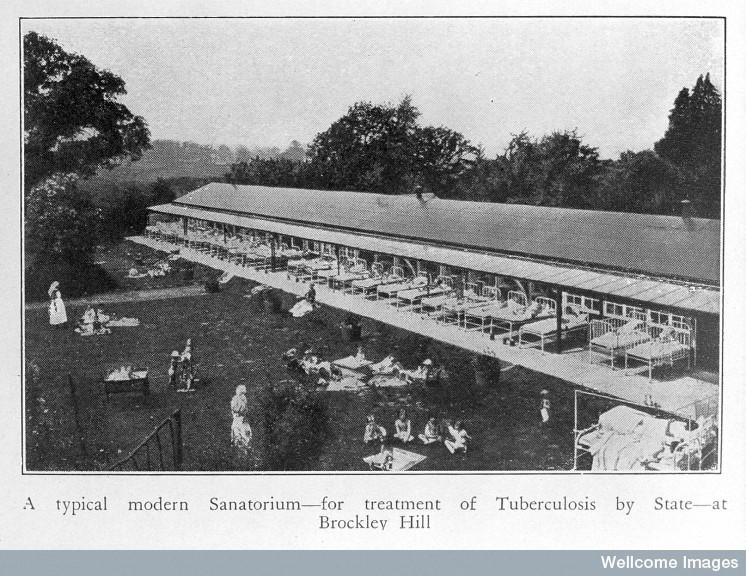 A typical modern Sanatorium—for treatment of Tuberculosis by State—at
Brockley Hill
Wellcome Images